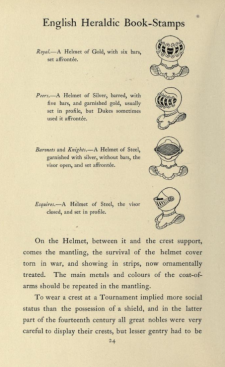 English Heraldic Book-Stamps
Royal.—A Helmet of Gold, with six bars,
set affrontée.
Peers.—A Helmet of Silver, barred, with
five bars, and garnished gold, usually
set in profile, but Dukes sometimes
used it affrontée.
Baronets and Knights.—A Helmet of Steel,
garnished with silver, without bars, the
visor open, and set affrontée.
Esquires.—A Helmet of Steel, the visor
closed, and set in profile.
On the Helmet, between it and the crest support,
comes the mantling, the survival of the helmet cover
torn in war, and showing in strips, now ornamentally
treated. The main metals and colours of the coat-of-
arms should be repeated in the mantling.
To wear a crest at a Tournament implied more social
status than the possession of a shield, and in the latter
part of the fourteenth century all great nobles were very
careful to display their crests, but lesser gentry had to be
24